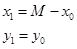 x₁ = M − x₀
y₁ = y₀